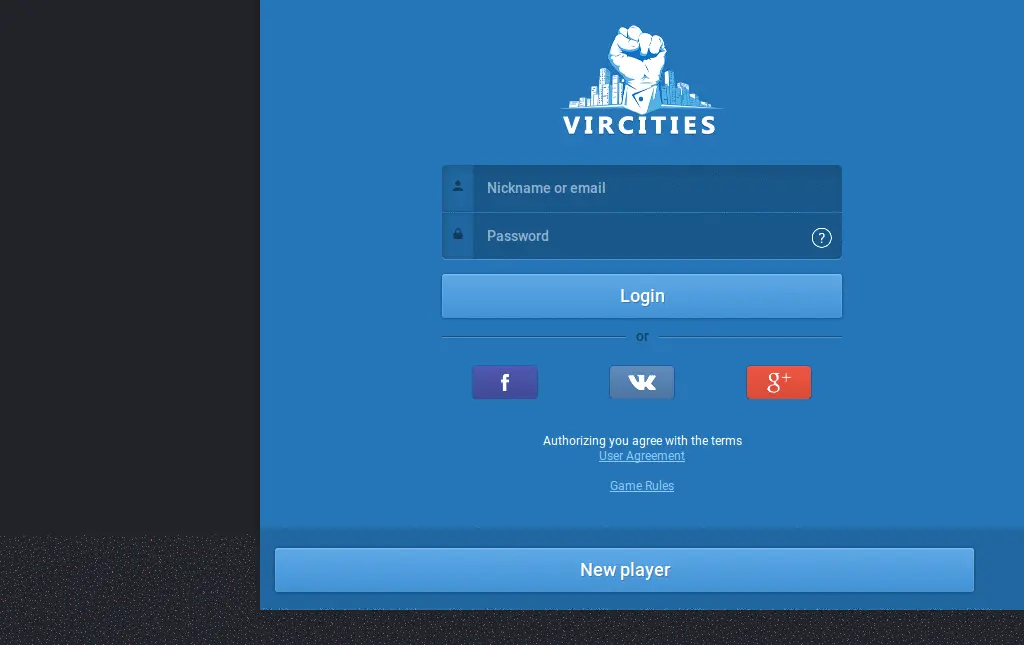 VIRCITIES
Nickname or email
Password
?
Login
or
f
VK
g+
Authorizing you agree with the terms
User Agreement
Game Rules
New player